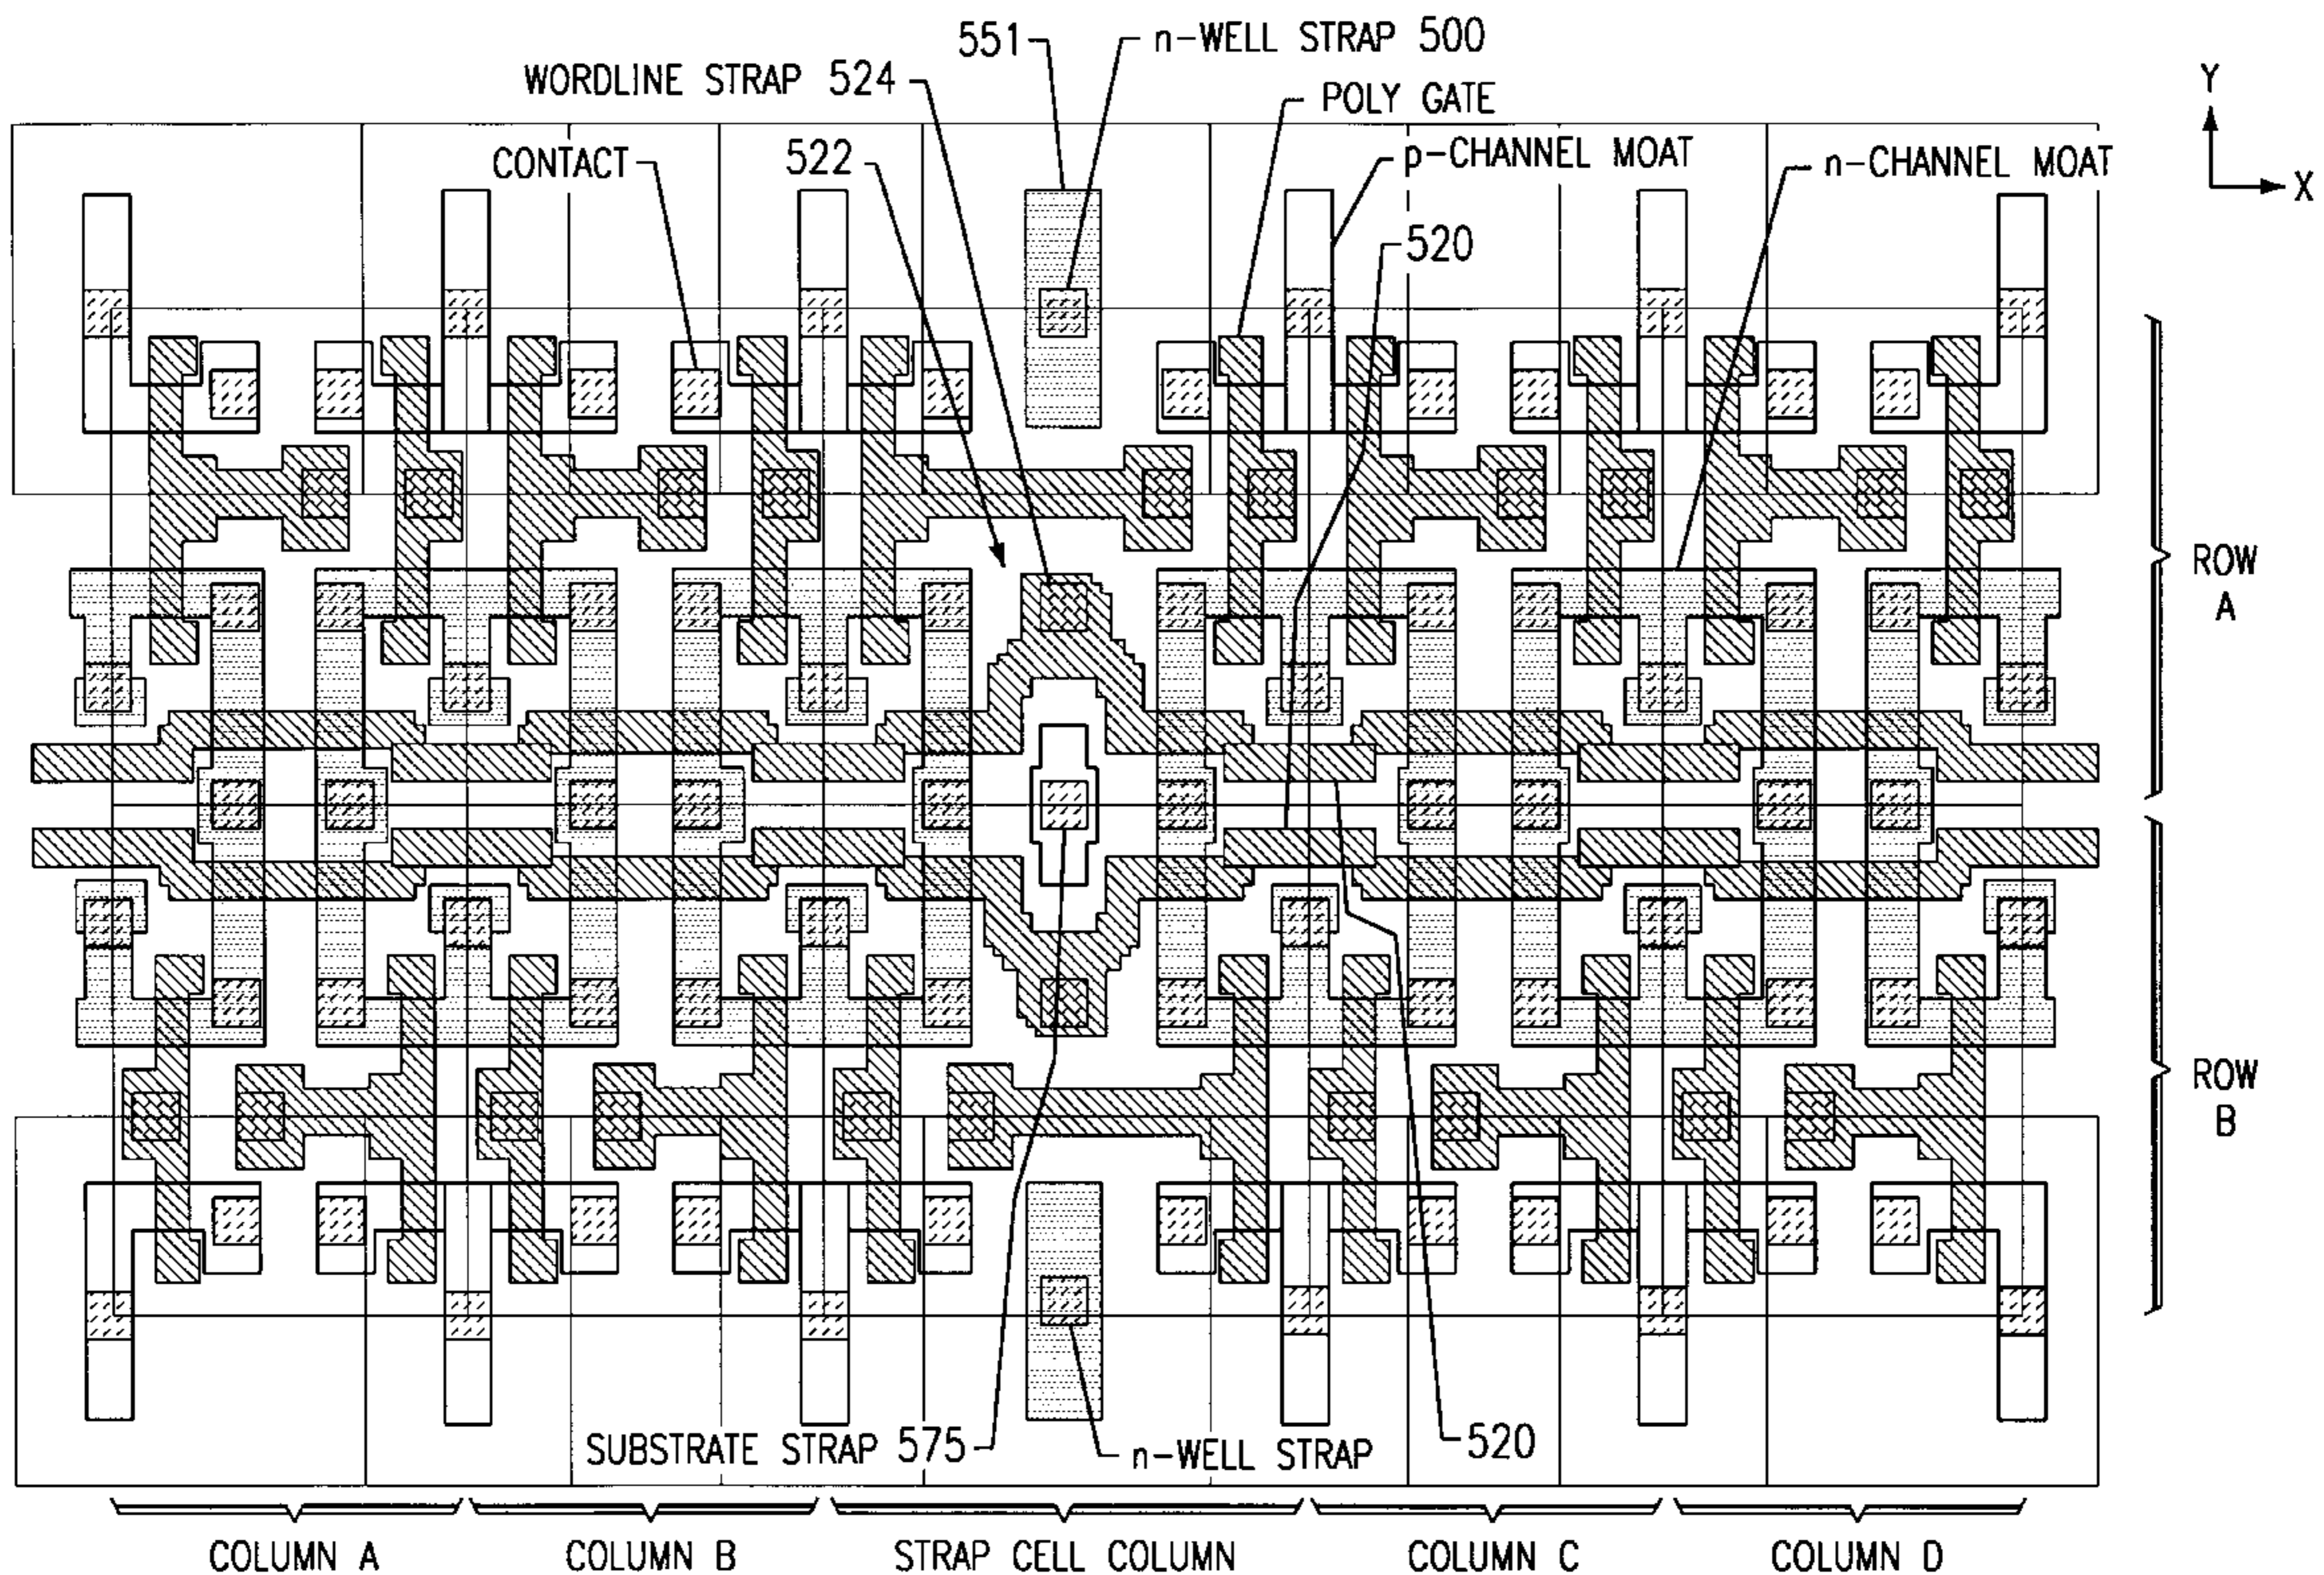 551
n-WELL STRAP 500
WORDLINE STRAP 524
POLY GATE
Y
CONTACT
522
p-CHANNEL MOAT
n-CHANNEL MOAT
X
520
ROW
A
ROW
B
SUBSTRATE STRAP 575
n-WELL STRAP
520
COLUMN A
COLUMN B
STRAP CELL COLUMN
COLUMN C
COLUMN D